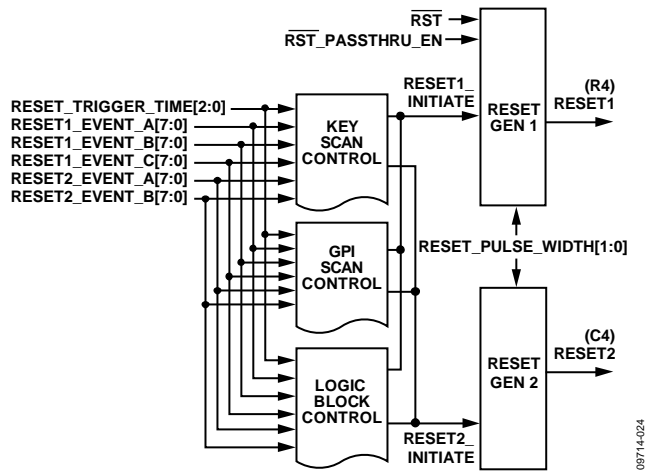 RST
RST_PASSTHRU_EN
RESET1_
INITIATE
RESET
GEN 1
(R4)
RESET1
RESET_TRIGGER_TIME[2:0]
RESET1_EVENT_A[7:0]
RESET1_EVENT_B[7:0]
RESET1_EVENT_C[7:0]
RESET2_EVENT_A[7:0]
RESET2_EVENT_B[7:0]
KEY
SCAN
CONTROL
GPI
SCAN
CONTROL
RESET_PULSE_WIDTH[1:0]
LOGIC
BLOCK
CONTROL
RESET2_
INITIATE
RESET
GEN 2
(C4)
RESET2
09714-024